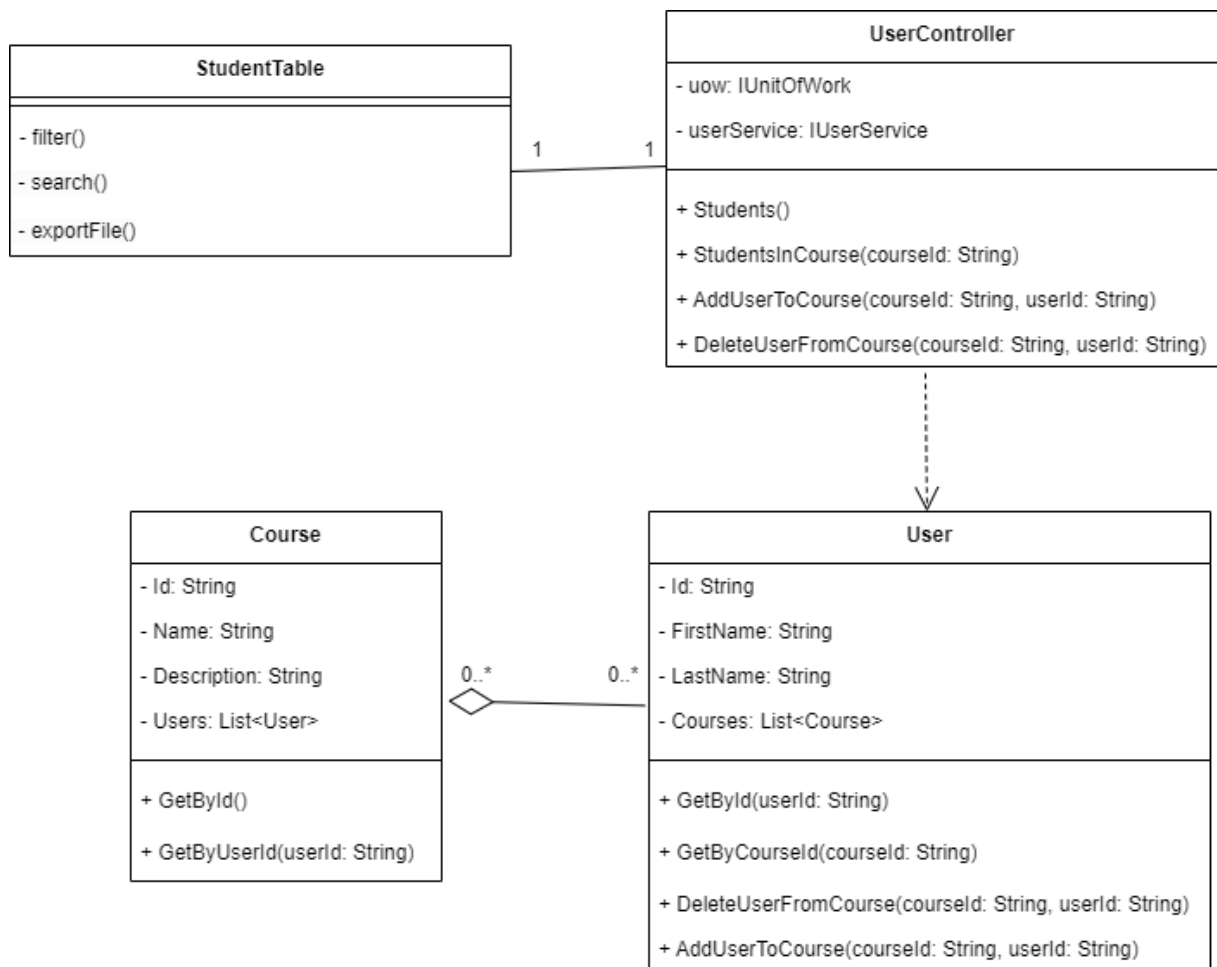 StudentTable
- filter()
- search()
- exportFile()
1
1
UserController
- uow: IUnitOfWork
- userService: IUserService
+ Students()
+ StudentsInCourse(courseId: String)
+ AddUserToCourse(courseId: String, userId: String)
+ DeleteUserFromCourse(courseId: String, userId: String)
Course
- Id: String
- Name: String
- Description: String
- Users: List<User>
+ GetById()
+ GetByUserId(userId: String)
0..*
0..*
User
- Id: String
- FirstName: String
- LastName: String
- Courses: List<Course>
+ GetById(userId: String)
+ GetByCourseId(courseId: String)
+ DeleteUserFromCourse(courseId: String, userId: String)
+ AddUserToCourse(courseId: String, userId: String)